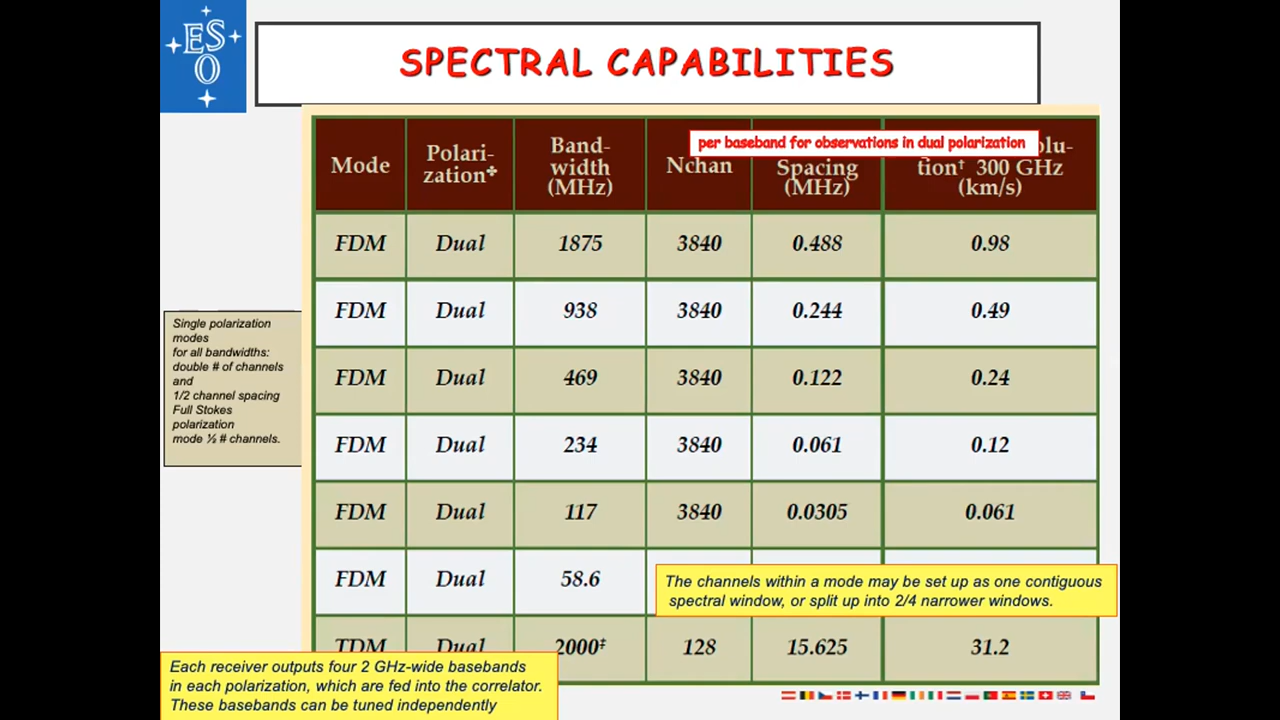 ESO
SPECTRAL CAPABILITIES
per baseband for observations in dual polarization
Mode
Polari-
zation✤
Band-
width
(MHz)
Nchan
Spacing
(MHz)
tion† 300 GHz
(km/s)
FDM Dual 1875 3840 0.488 0.98
FDM Dual 938 3840 0.244 0.49
FDM Dual 469 3840 0.122 0.24
FDM Dual 234 3840 0.061 0.12
FDM Dual 117 3840 0.0305 0.061
FDM Dual 58.6
TDM Dual 2000‡ 128 15.625 31.2
Single polarization
modes
for all bandwidths:
double # of channels
and
1/2 channel spacing
Full Stokes
polarization
mode ½ # channels.
The channels within a mode may be set up as one contiguous
spectral window, or split up into 2/4 narrower windows.
Each receiver outputs four 2 GHz-wide basebands
in each polarization, which are fed into the correlator.
These basebands can be tuned independently